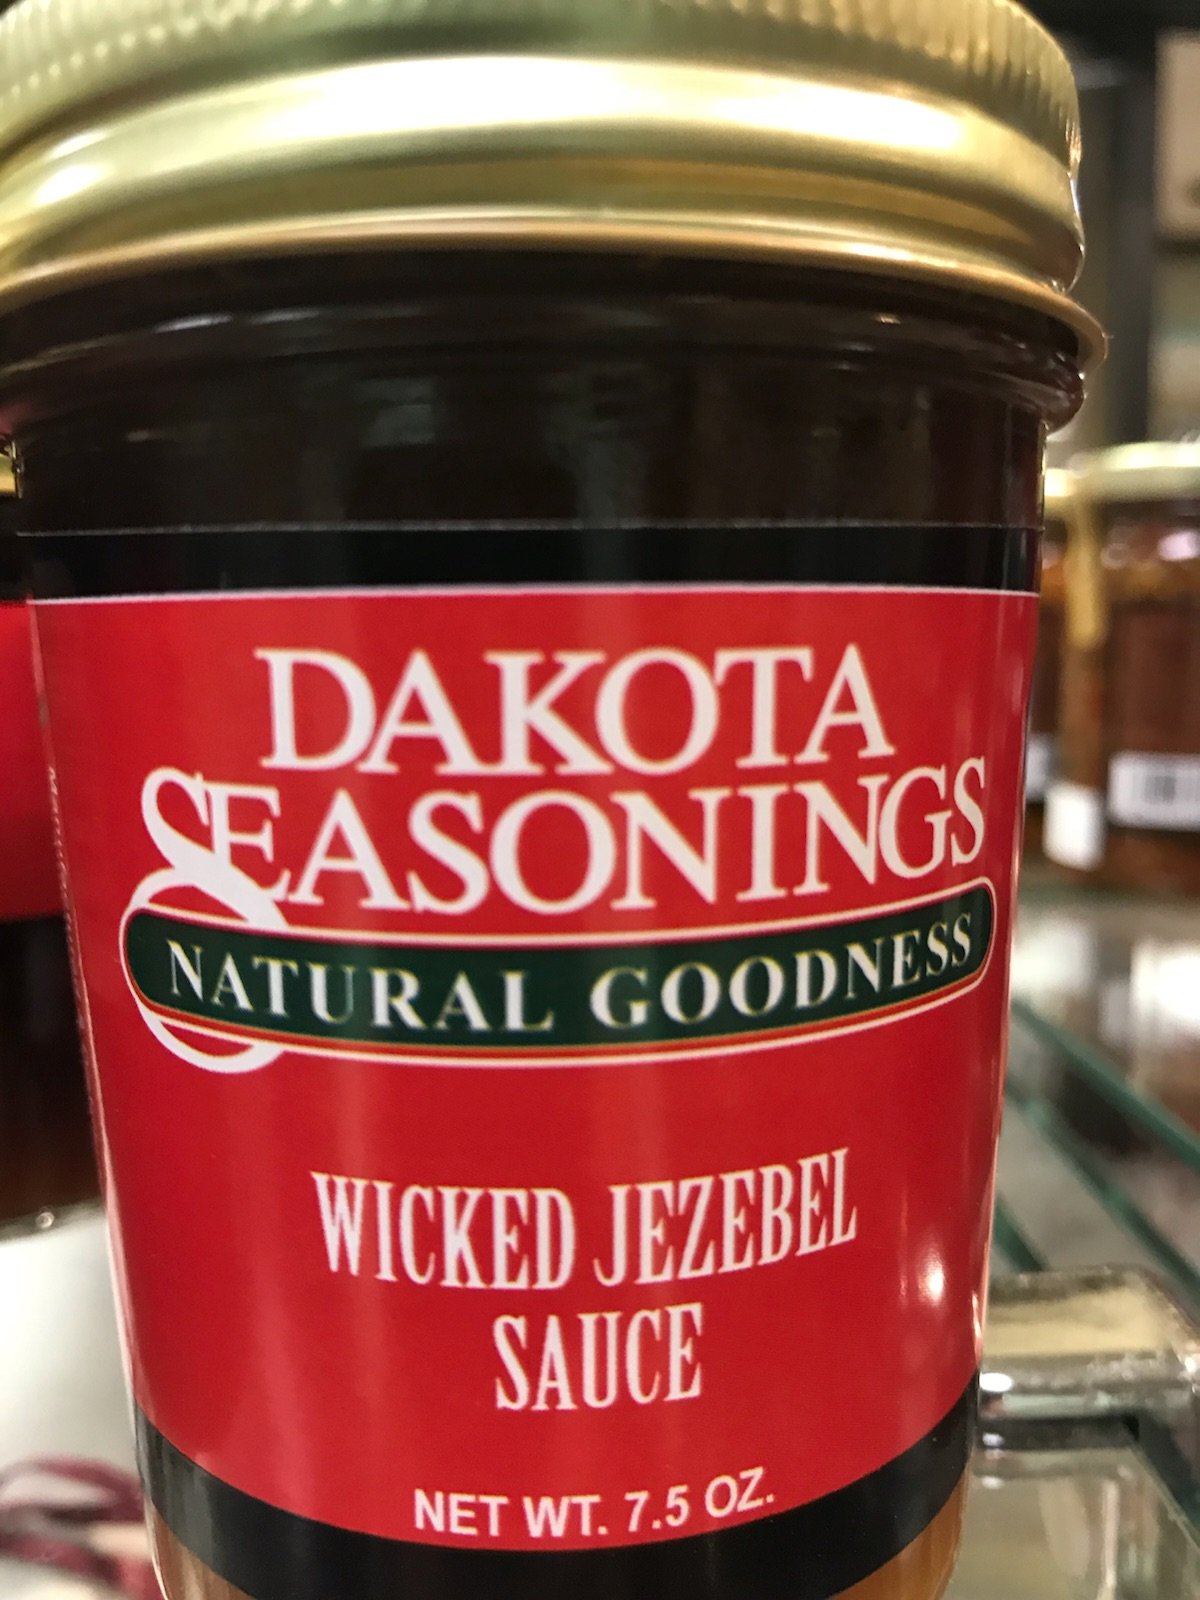 DAKOTA
SEASONINGS
NATURAL GOODNESS
WICKED JEZEBEL
SAUCE
NET WT. 7.5 OZ.